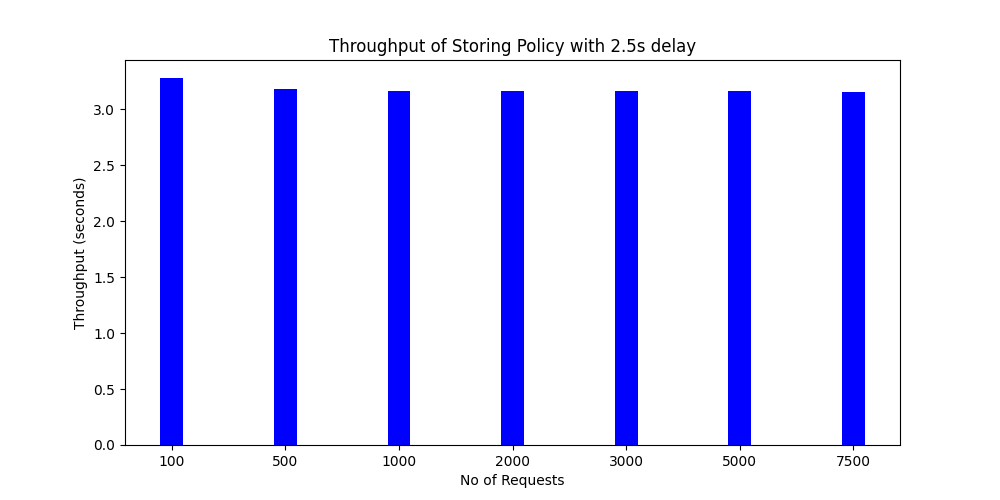 Throughput of Storing Policy with 2.5s delay
Throughput (seconds)
3.0
2.5
2.0
1.5
1.0
0.5
0.0
100 500 1000 2000 3000 5000 7500
No of Requests